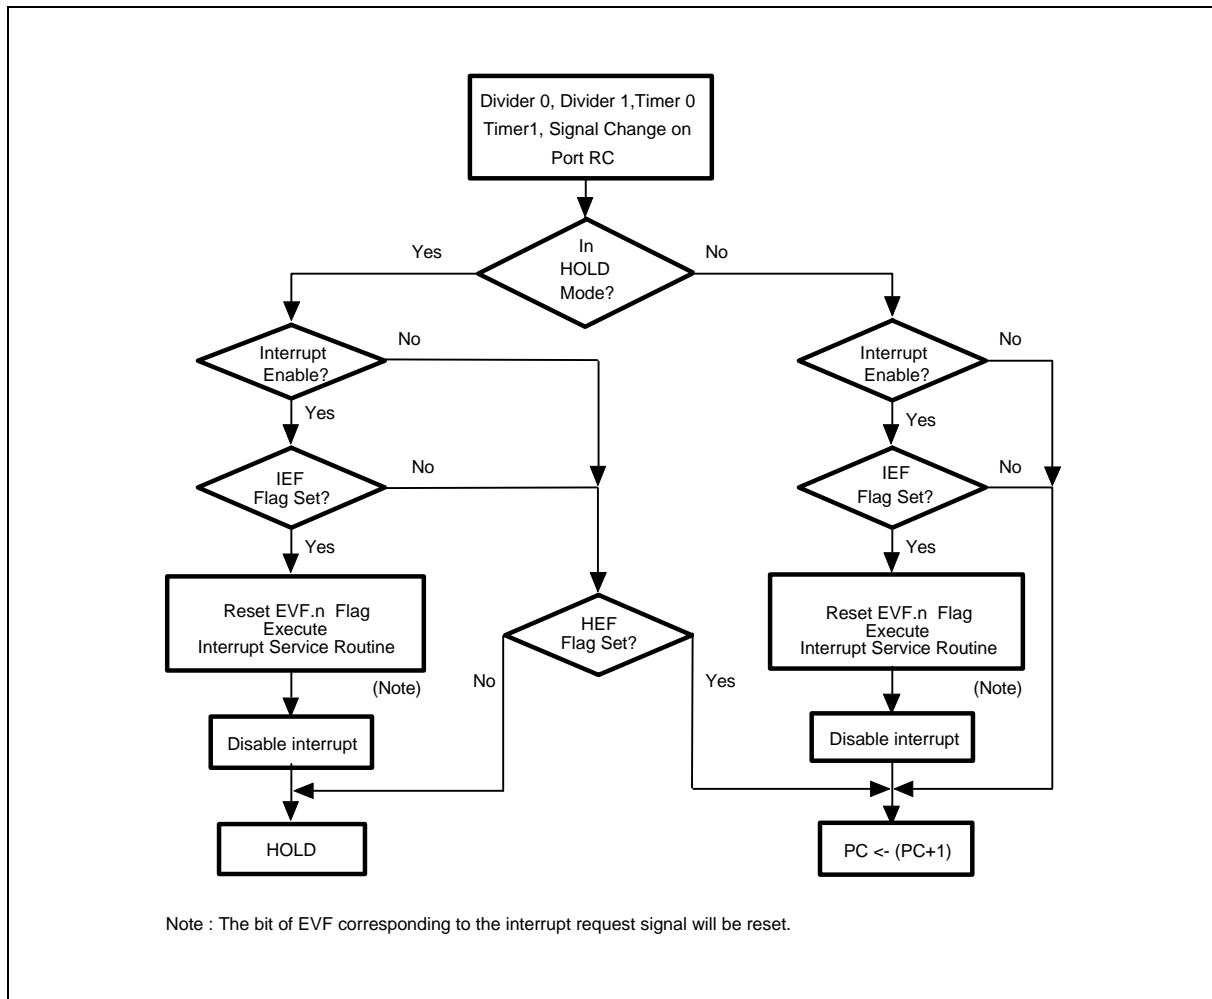 Divider 0, Divider 1,Timer 0
Timer1, Signal Change on
Port RC
In
HOLD
Mode?
Yes
No
Interrupt
Enable?
No
Yes
IEF
Flag Set?
No
Yes
Reset EVF.n Flag
Execute
Interrupt Service Routine
(Note)
Disable interrupt
HOLD
HEF
Flag Set?
No
Yes
Interrupt
Enable?
No
Yes
IEF
Flag Set?
No
Yes
Reset EVF.n Flag
Execute
Interrupt Service Routine
(Note)
Disable interrupt
PC <- (PC+1)
Note : The bit of EVF corresponding to the interrupt request signal will be reset.